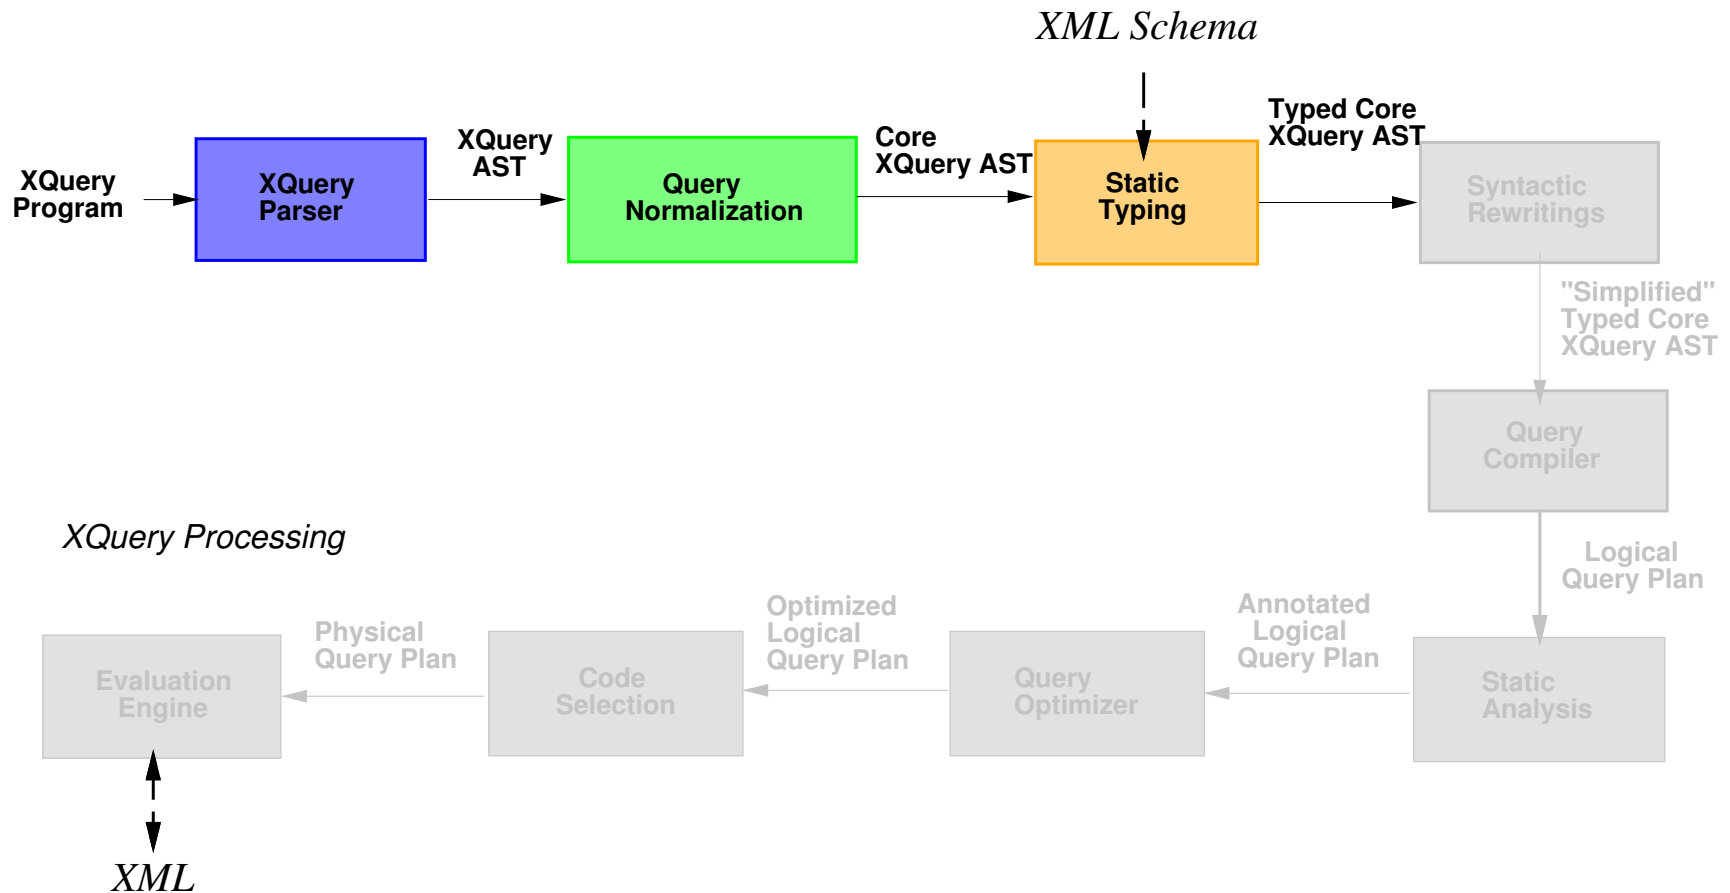 XML Schema
XQuery
Program
XQuery
Parser
XQuery
AST
Query
Normalization
Core
XQuery AST
Static
Typing
Typed Core
XQuery AST
Syntactic
Rewritings
"Simplified"
Typed Core
XQuery AST
Query
Compiler
XQuery Processing
Logical
Query Plan
Static
Analysis
Annotated
Logical
Query Plan
Query
Optimizer
Optimized
Logical
Query Plan
Code
Selection
Physical
Query Plan
Evaluation
Engine
XML